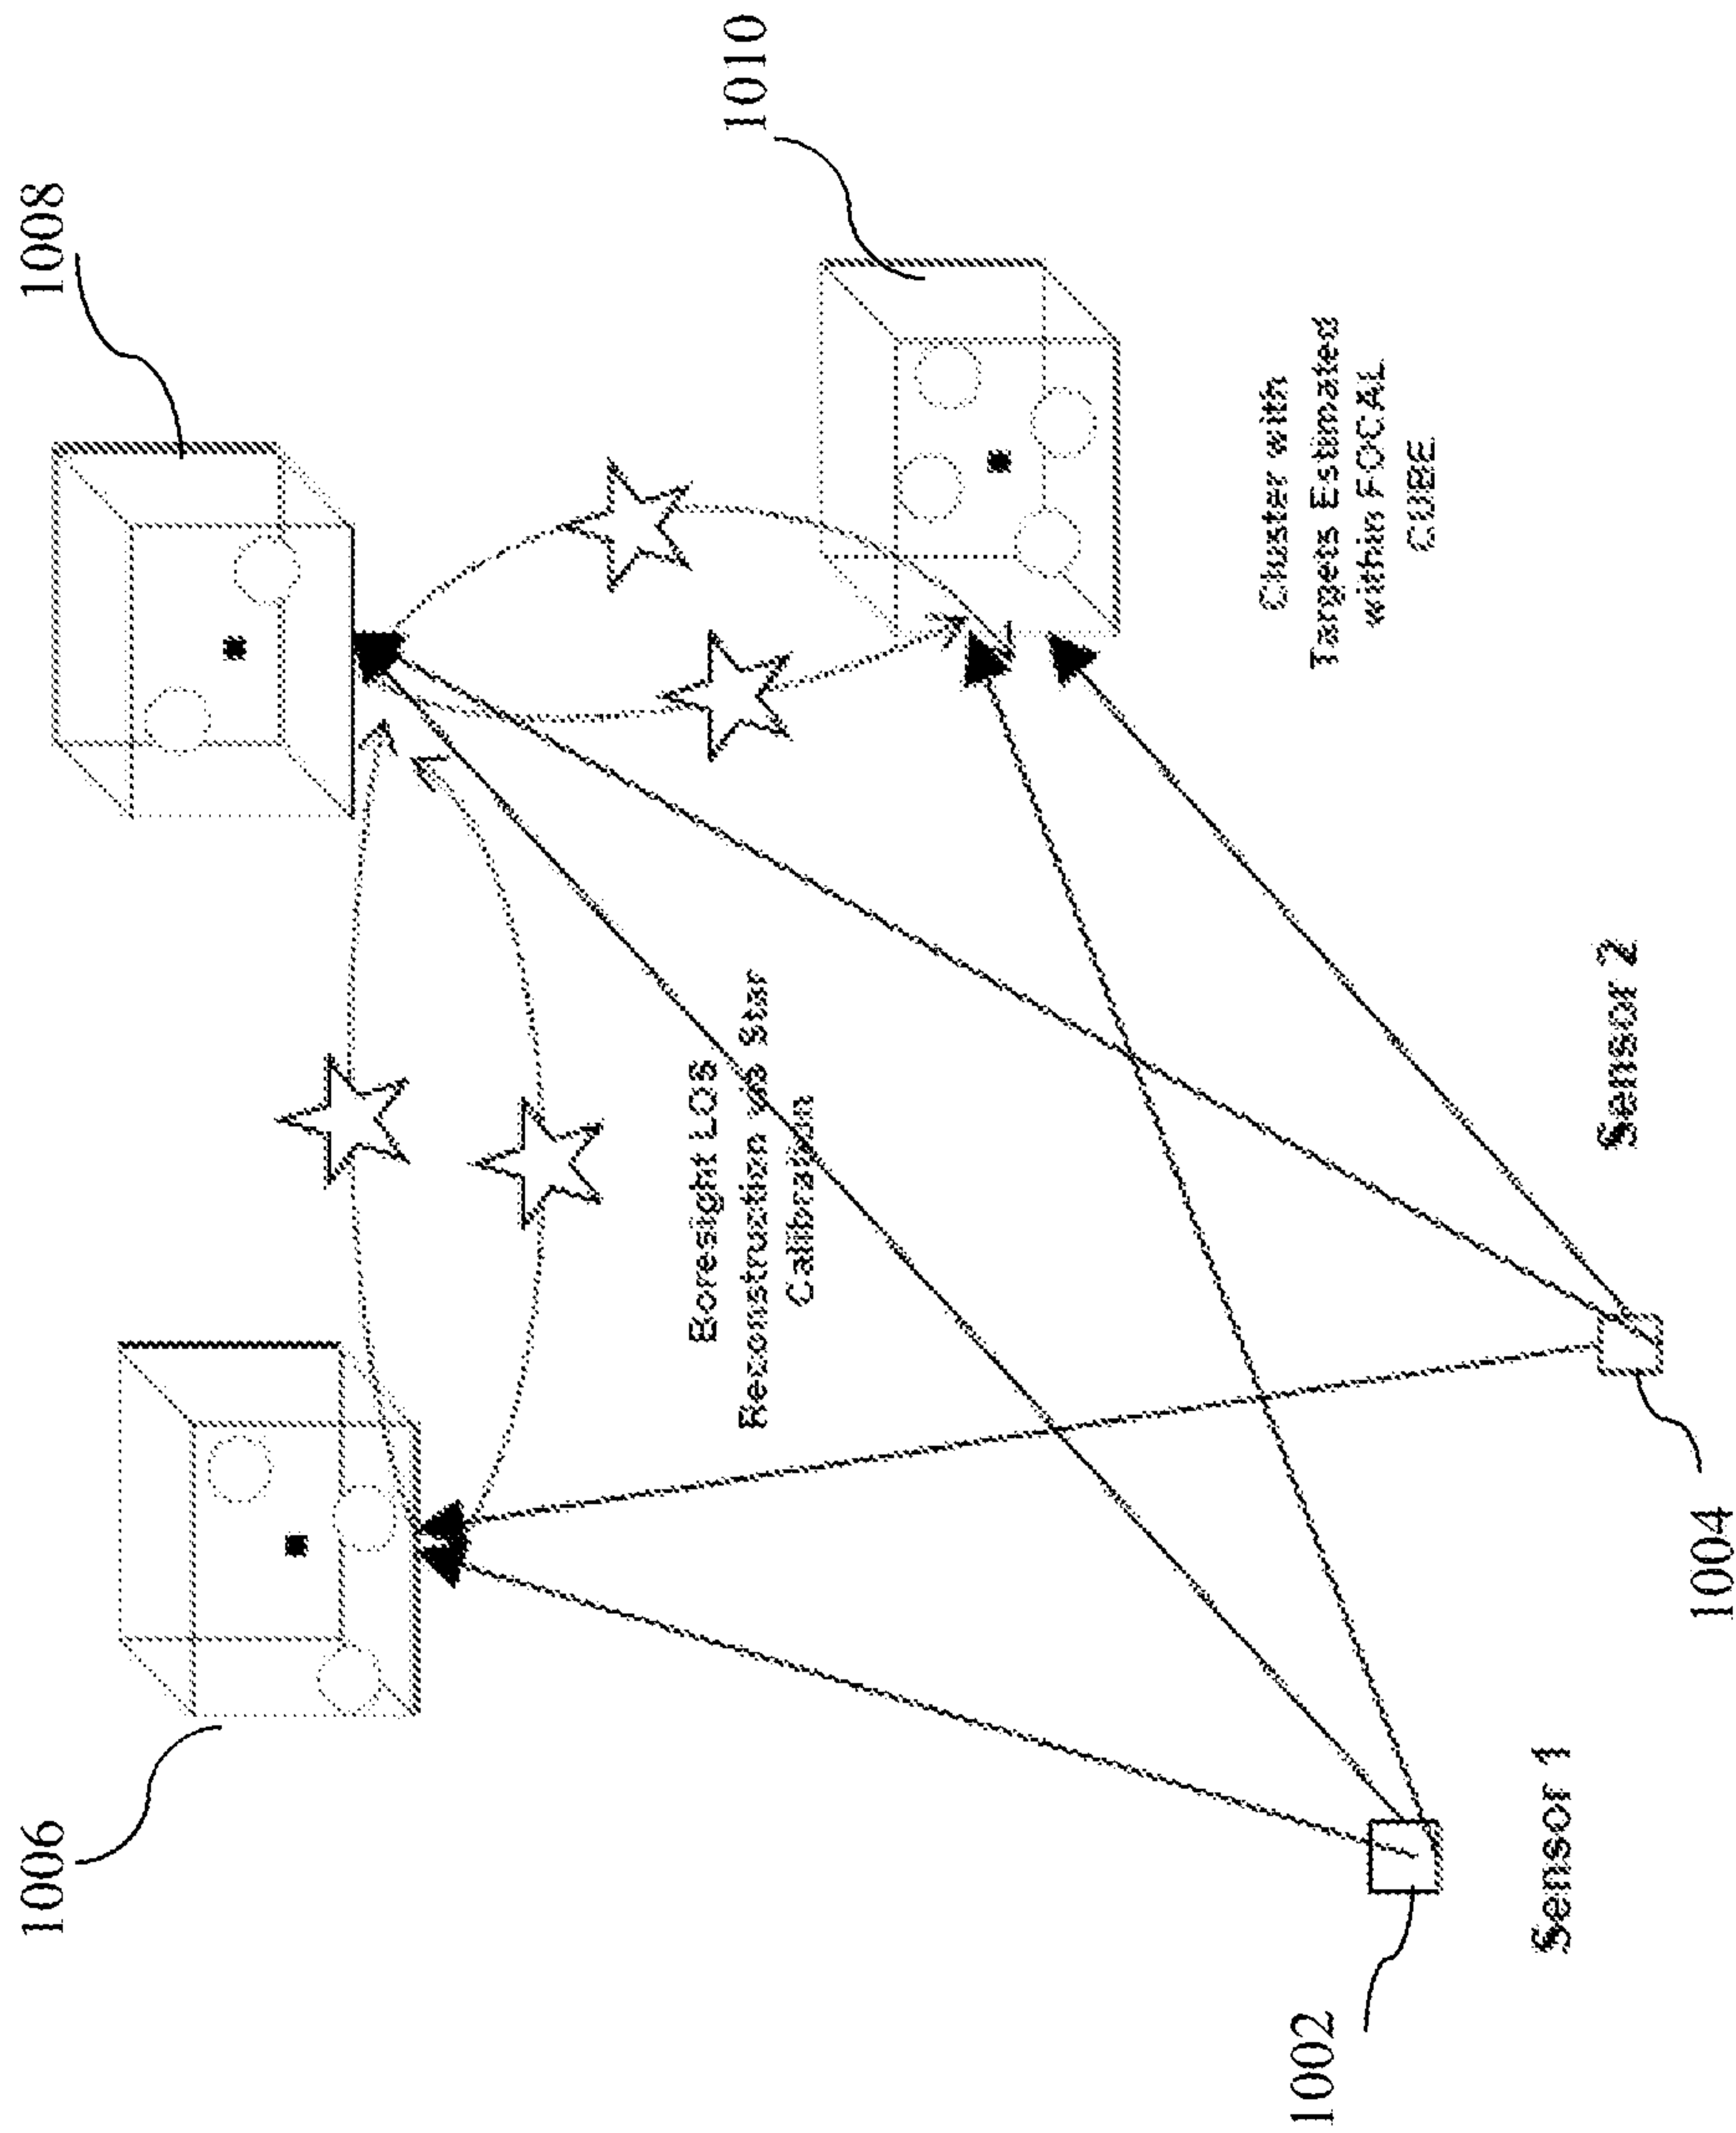 1006
1008
1010
Boresight LOS
Reconstruction vis Star
Calibration
Cluster with
Targets Estimated
within FOCAL
CUBE
1002
Sensor 1
1004
Sensor 2